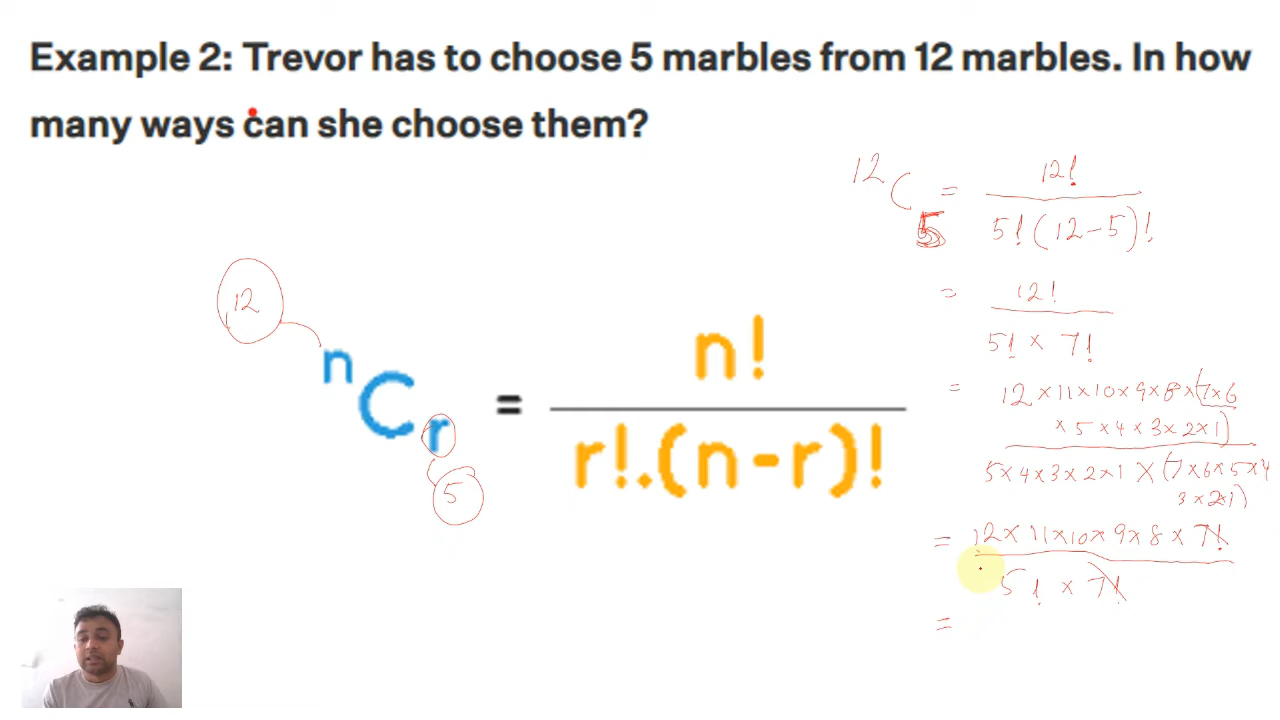 Example 2: Trevor has to choose 5 marbles from 12 marbles. In how
many ways can she choose them?
12C5 = 12! / 5!(12-5)!
= 12! / 5! × 7!
= 12×11×10×9×8×(7×6
×5×4×3×2×1)
5×4×3×2×1 × (7×6×5×4
3×2×1)
= 12×11×10×9×8×7!
5! × 7!
=
12
nCr = n! / r!.(n-r)!
5